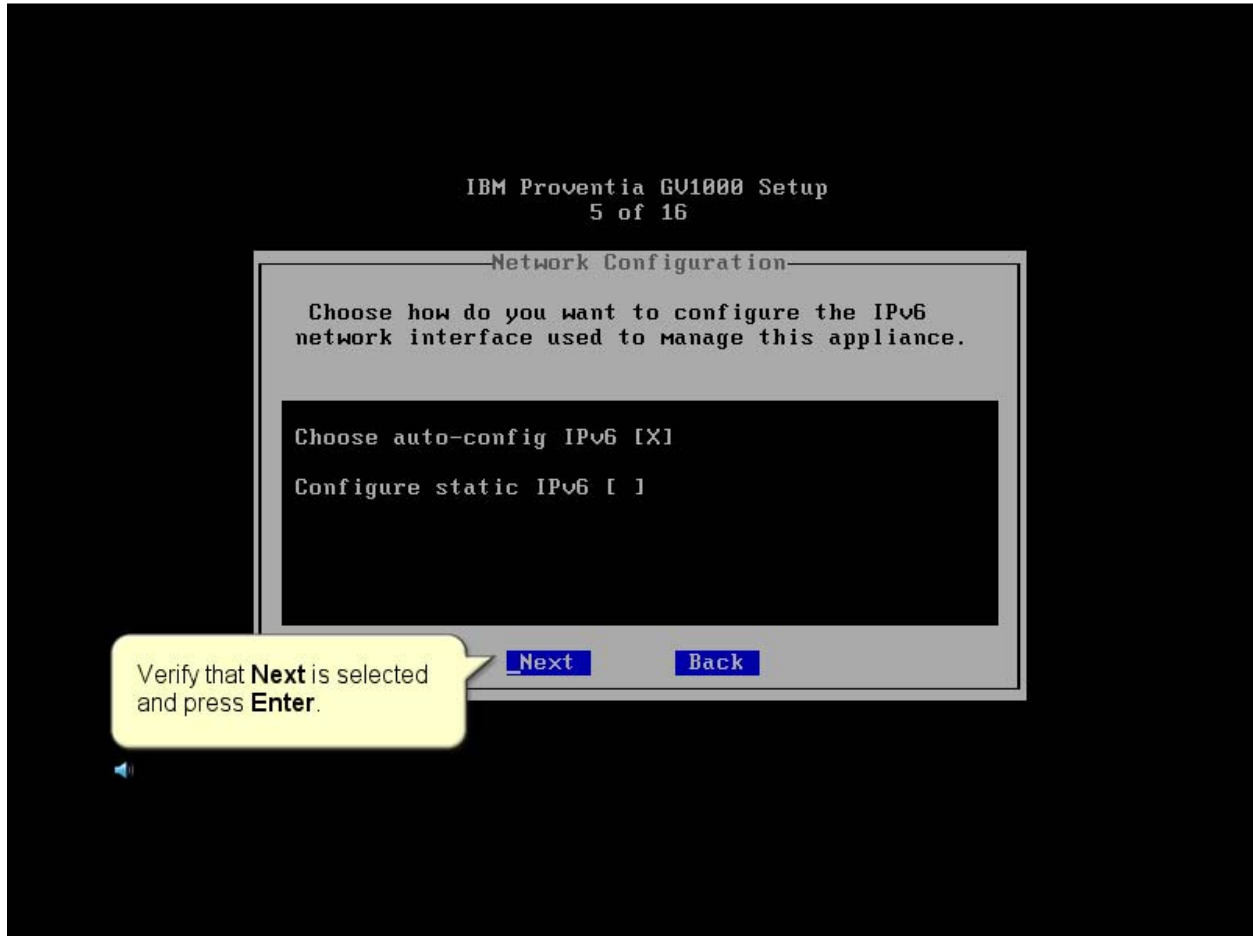 IBM Proventia GV1000 Setup
5 of 16
Network Configuration
Choose how do you want to configure the IPv6
network interface used to manage this appliance.
Choose auto-config IPv6 [X]
Configure static IPv6 [ ]
_Next Back
Verify that Next is selected
and press Enter.